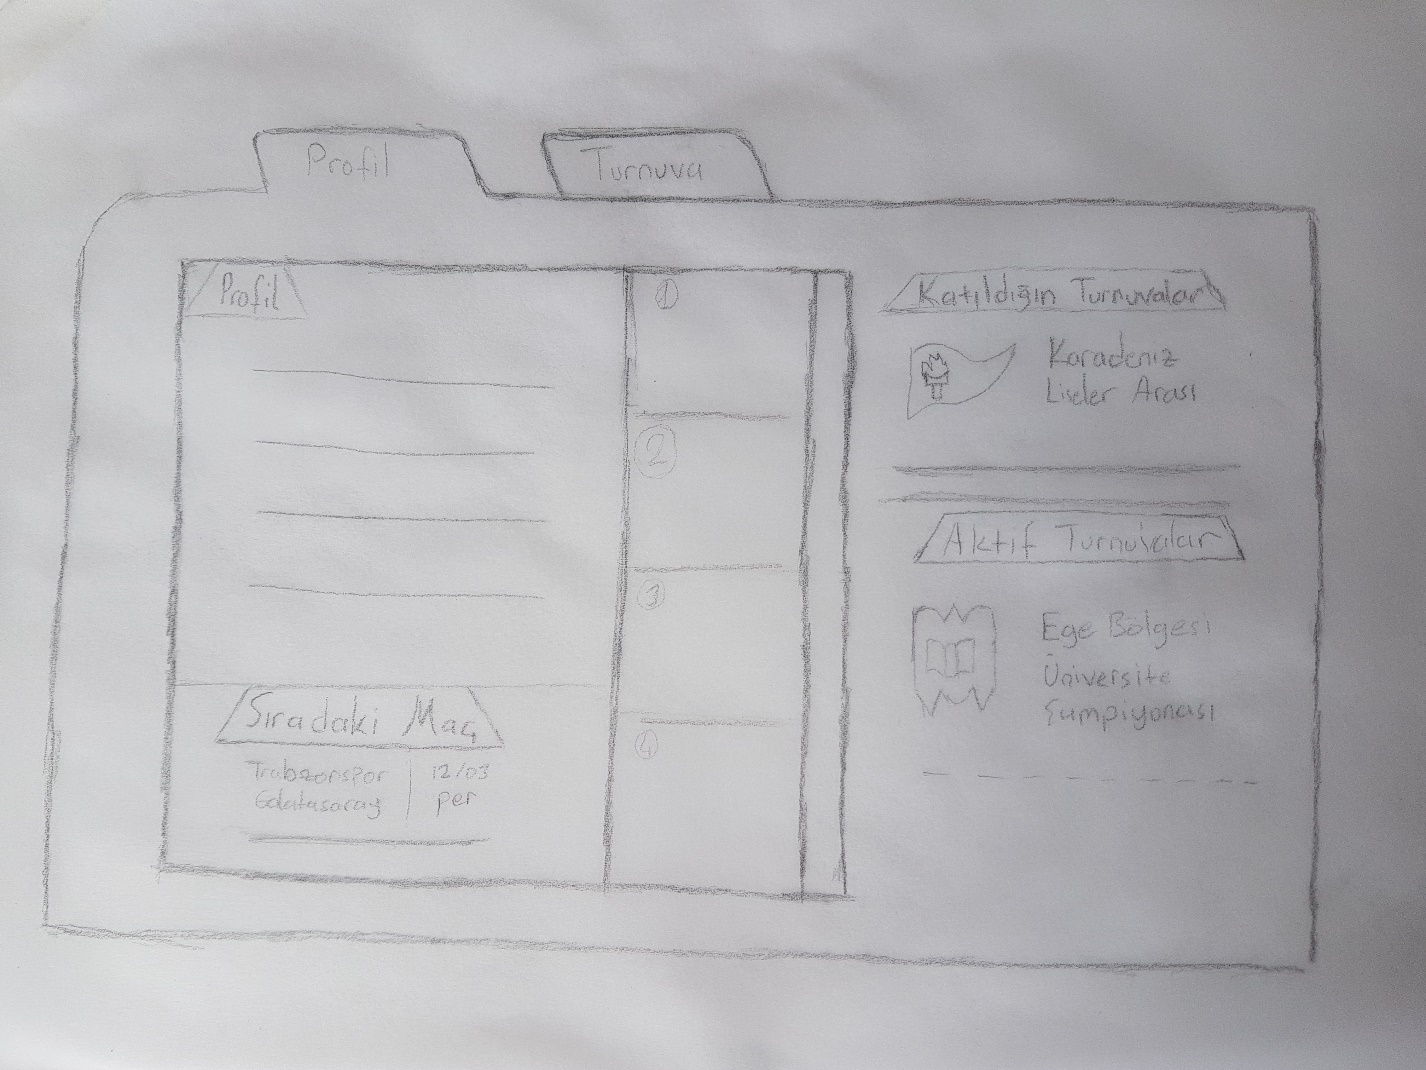 Profil
Turnuva
Profil
1
2
3
4
Sıradaki Maç
Trabzonspor
Galatasaray
12/03
per
Katıldığın Turnuvalar
Karadeniz
Liseler Arası
Aktif Turnuvalar
Ege Bölgesi
Üniversite
Şampiyonası